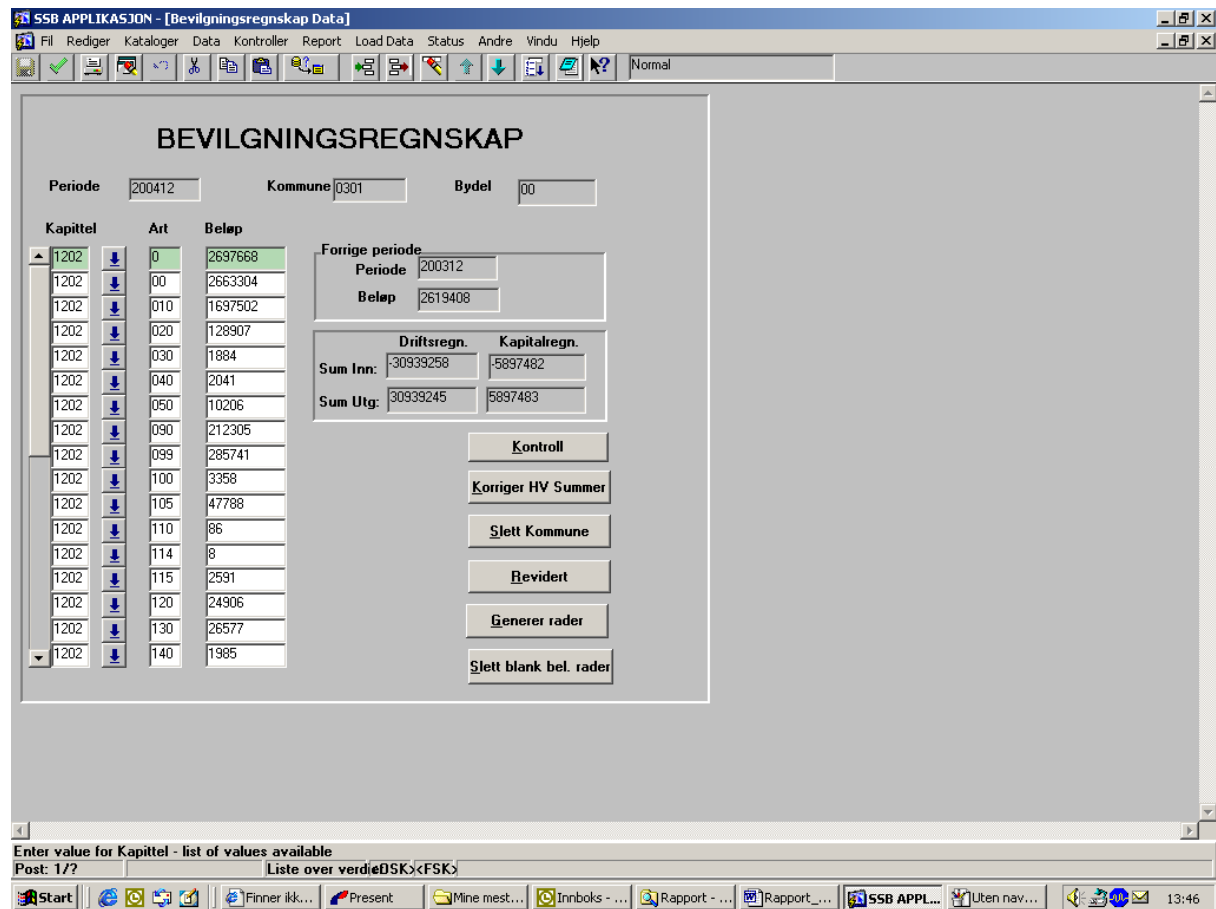 SSB APPLIKASJON - [Bevilgningsregnskap Data]
Fil Rediger Kataloger Data Kontroller Report Load Data Status Andre Vindu Hjelp
Normal
BEVILGNINGSREGNSKAP
Periode 200412 Kommune 0301 Bydel 00
Kapittel Art Beløp
1202 0 2697668
1202 00 2663304
1202 010 1697502
1202 020 128907
1202 030 1884
1202 040 2041
1202 050 10206
1202 090 212305
1202 099 285741
1202 100 3358
1202 105 47788
1202 110 86
1202 114 8
1202 115 2591
1202 120 24906
1202 130 26577
1202 140 1985
Forrige periode
Periode 200312
Beløp 2619408
Driftsregn. Kapitalregn.
Sum Inn: -30939258 -5897482
Sum Utg: 30939245 5897483
Kontroll
Korriger HV Summer
Slett Kommune
Revidert
Generer rader
Slett blank bel. rader
Enter value for Kapittel - list of values available
Post: 1/? Liste over verdie <DSK> <FSK>
Start Finner ikk... Present Mine mest... Innboks - ... Rapport - ... Rapport_... SSB APPL... Uten nav... 13:46